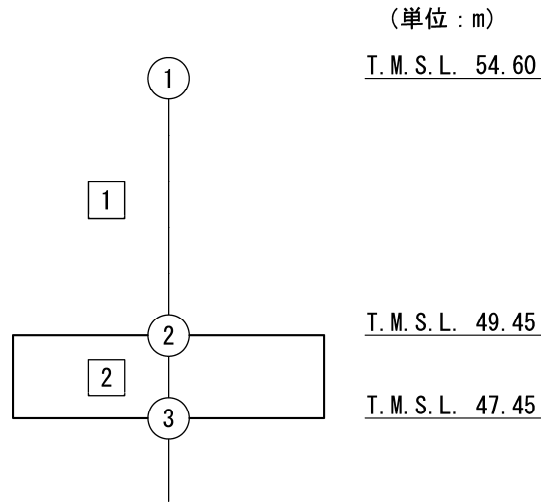 (単位:m)
① T.M.S.L. 54.60
1
② T.M.S.L. 49.45
2
③ T.M.S.L. 47.45